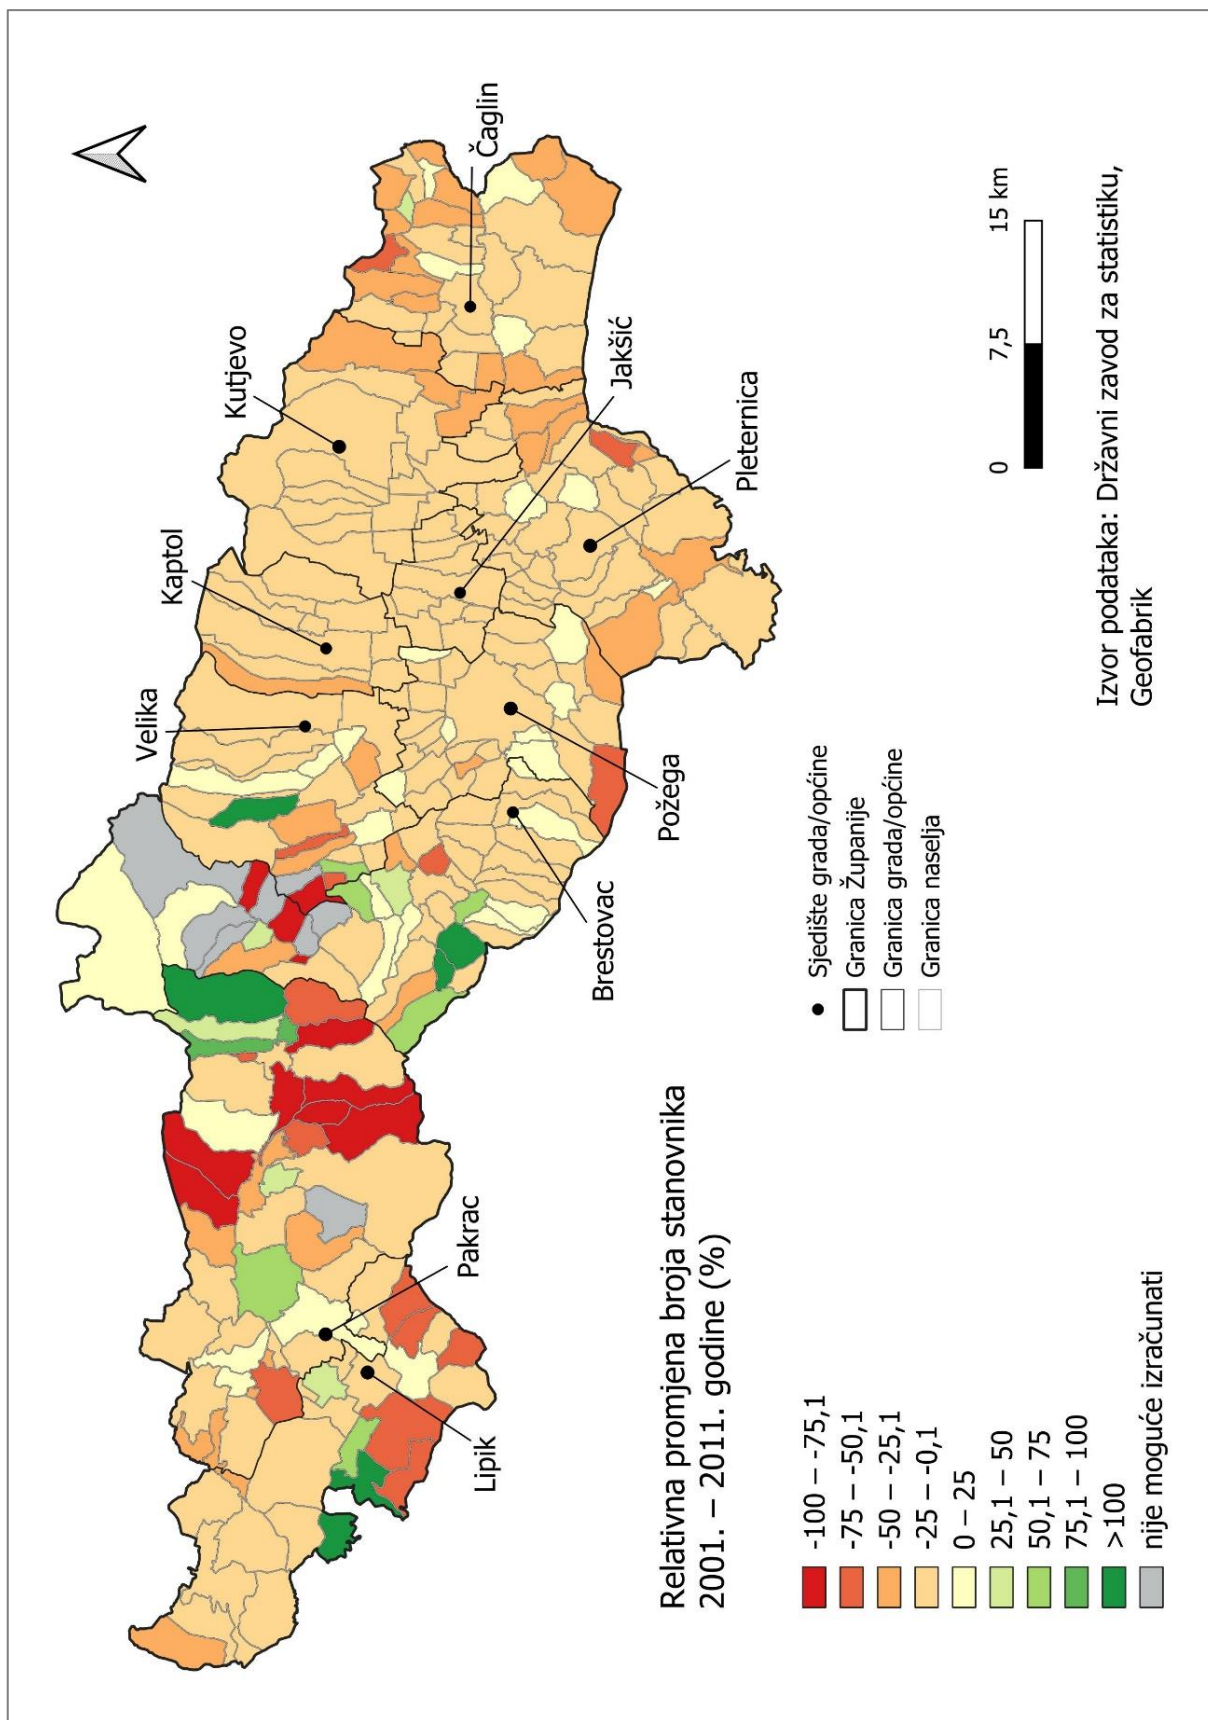 Kutjevo
Kaptol
Velika
Čaglin
Jakšić
Pleternica
Požega
Brestovac
Pakrac
Lipik
Relativna promjena broja stanovnika
2001. – 2011. godine (%)
-100 – -75,1
-75 – -50,1
-50 – -25,1
-25 – -0,1
0 – 25
25,1 – 50
50,1 – 75
75,1 – 100
>100
nije moguće izračunati
Sjedište grada/općine
Granica Županije
Granica grada/općine
Granica naselja
0 7,5 15 km
Izvor podataka: Državni zavod za statistiku,
Geofabrik